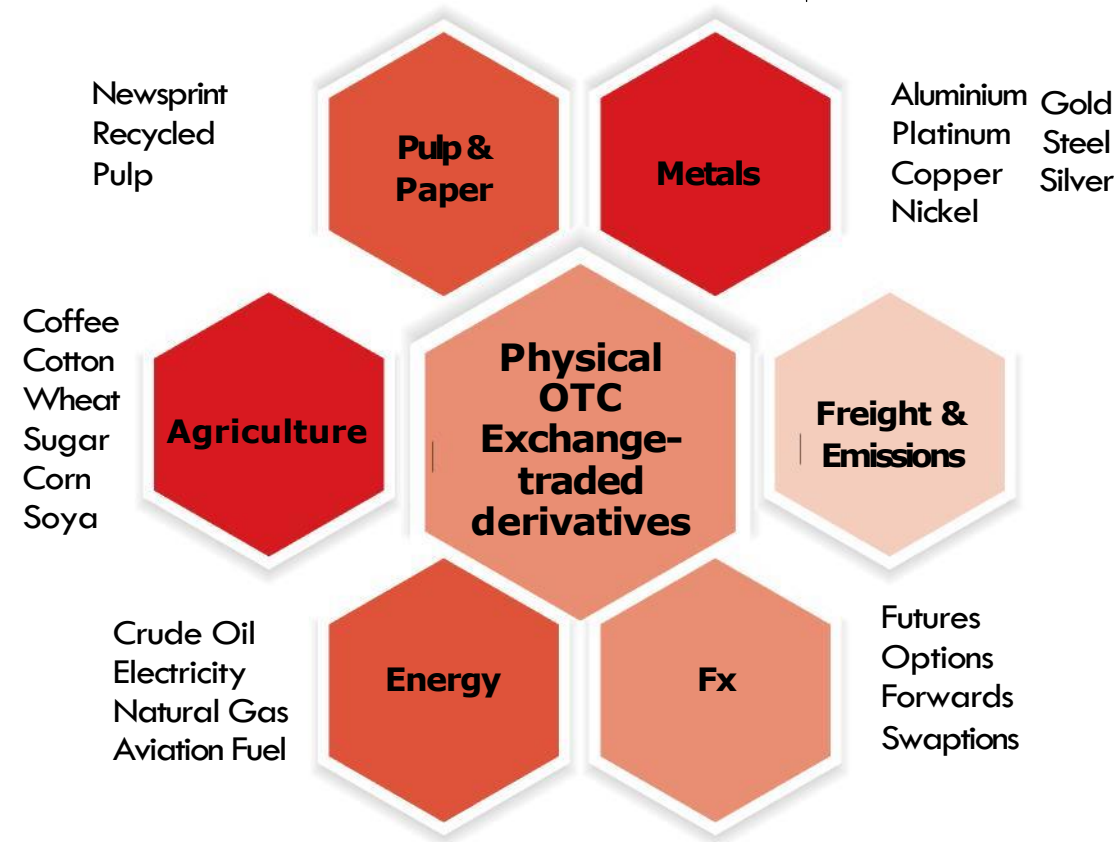 Newsprint
Recycled
Pulp
Pulp &
Paper
Metals
Aluminium
Platinum
Copper
Nickel
Gold
Steel
Silver
Coffee
Cotton
Wheat
Sugar
Corn
Soya
Agriculture
Physical
OTC
Exchange-
traded
derivatives
Freight &
Emissions
Crude Oil
Electricity
Natural Gas
Aviation Fuel
Energy
Fx
Futures
Options
Forwards
Swaptions